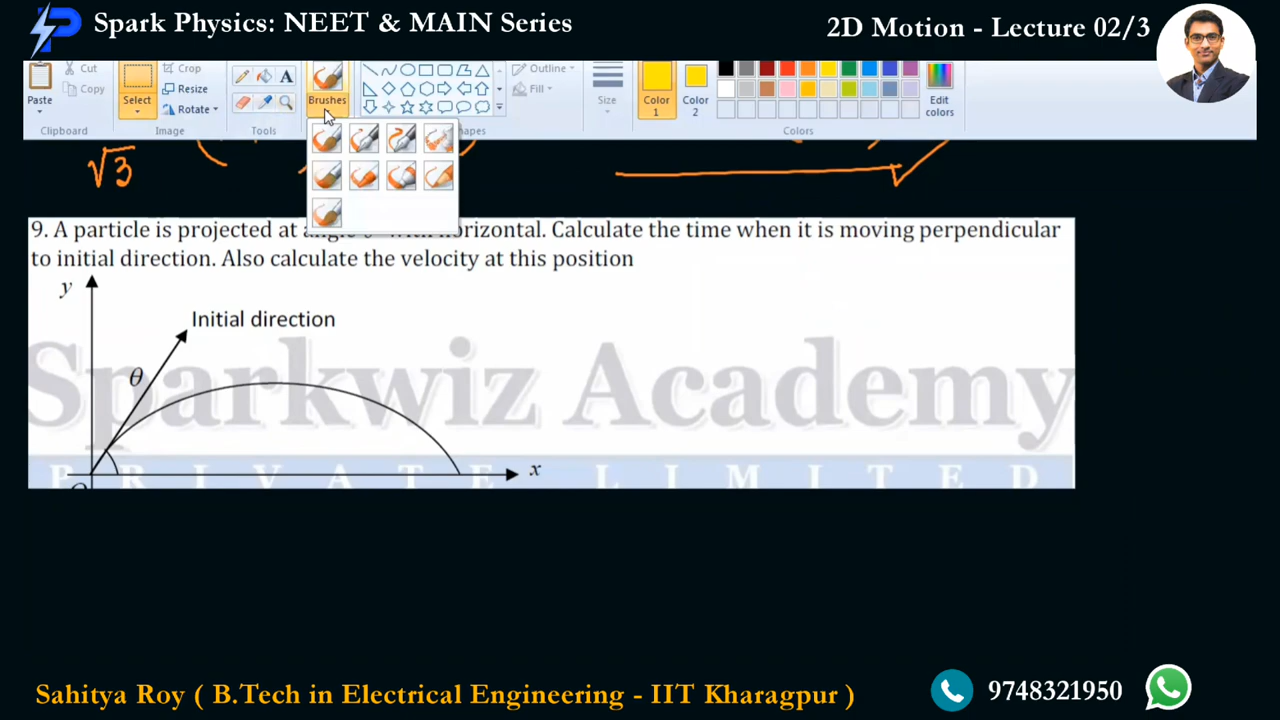 Spark Physics: NEET & MAIN Series
2D Motion - Lecture 02/3
Cut
Copy
Paste
Clipboard
Select
Crop
Resize
Rotate
Image
A
Tools
Brushes
Outline
Fill
Size
Color 1
Color 2
Edit colors
Colors
√3
9. A particle is projected at with horizontal. Calculate the time when it is moving perpendicular
to initial direction. Also calculate the velocity at this position
y
Initial direction
θ
x
Sparkwiz Academy
PRIVATE LIMITED
Sahitya Roy ( B.Tech in Electrical Engineering - IIT Kharagpur )
9748321950